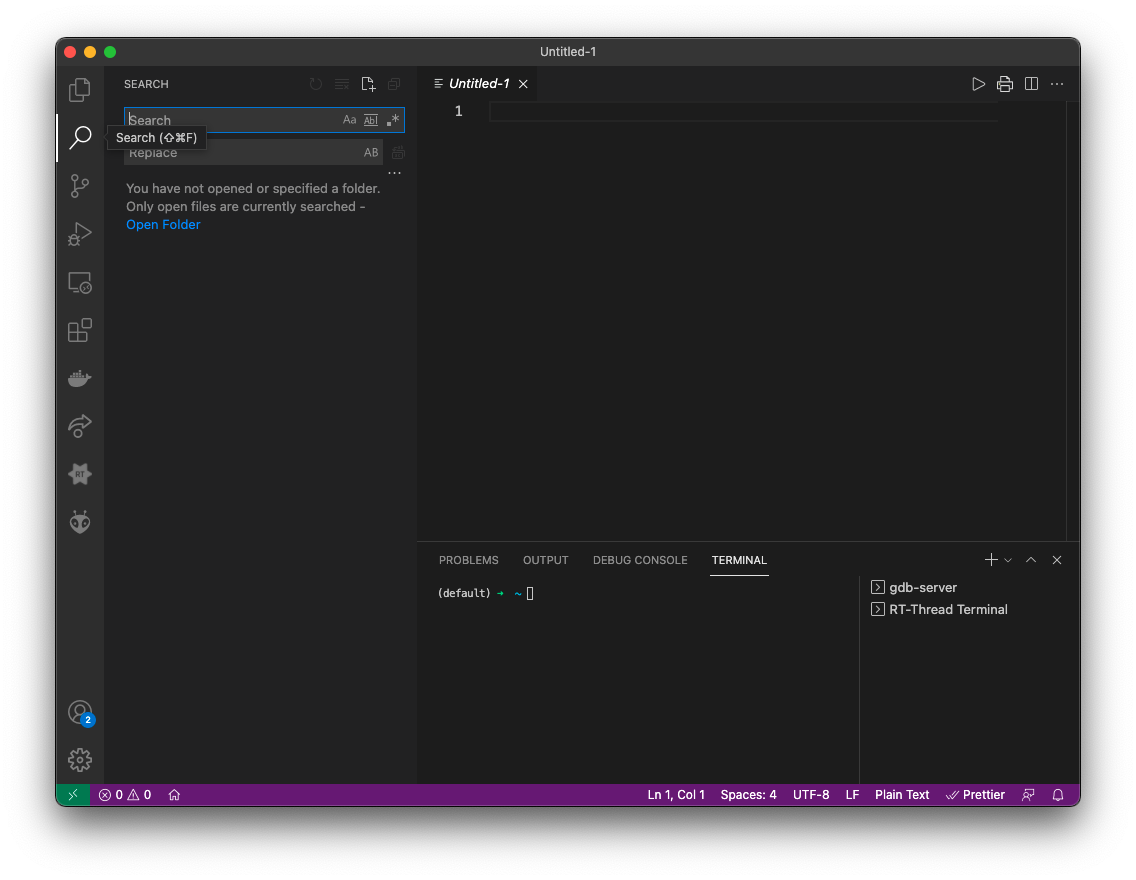 Untitled-1
SEARCH
Search
Aa
Abl
.*
Search (⇧⌘F)
Replace
AB
...
You have not opened or specified a folder.
Only open files are currently searched -
Open Folder
RT
2
Untitled-1
1
PROBLEMS
OUTPUT
DEBUG CONSOLE
TERMINAL
(default) ➜ ~
gdb-server
RT-Thread Terminal
0
0
Ln 1, Col 1
Spaces: 4
UTF-8
LF
Plain Text
Prettier